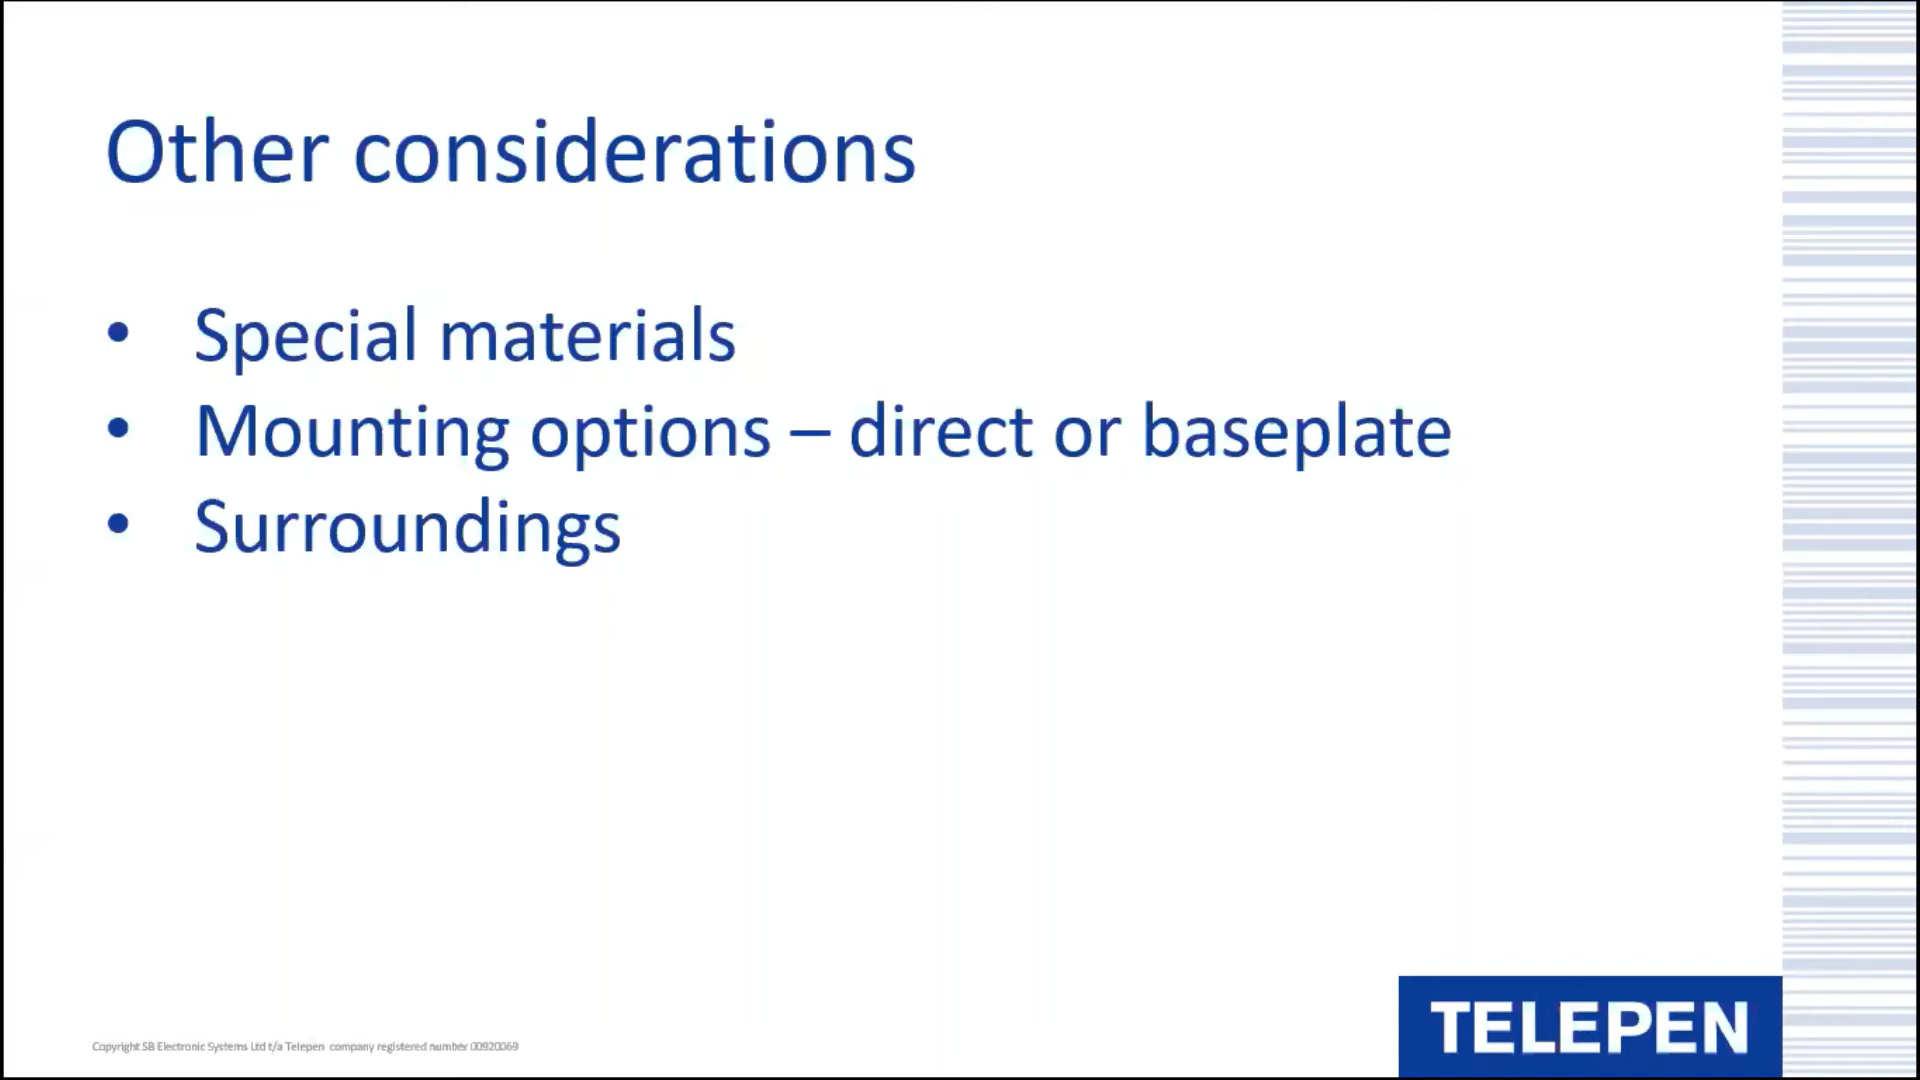 Other considerations
• Special materials
• Mounting options – direct or baseplate
• Surroundings
TELEPEN
Copyright SB Electronic Systems Ltd t/a Telepen company registered number 00920069